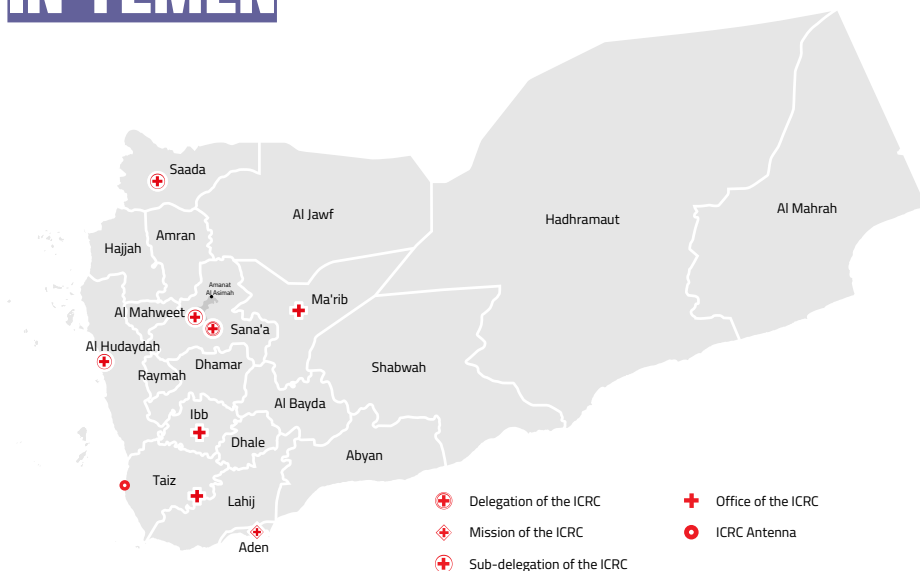 IN YEMEN
Saada
Al Jawf
Hadhramaut
Al Mahrah
Amran
Hajjah
Amanat
Al Asimah
Ma'rib
Al Mahweet
Sana'a
Al Hudaydah
Dhamar
Raymah
Shabwah
Al Bayda
Ibb
Dhale
Abyan
Taiz
Lahij
Aden
Delegation of the ICRC
Office of the ICRC
Mission of the ICRC
ICRC Antenna
Sub-delegation of the ICRC